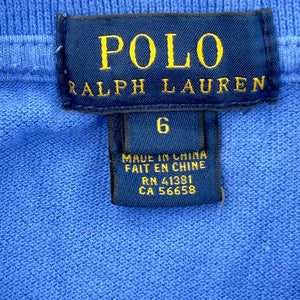 POLO
RALPH LAUREN
6
MADE IN CHINA
FAIT EN CHINE
RN 41381
CA 56658